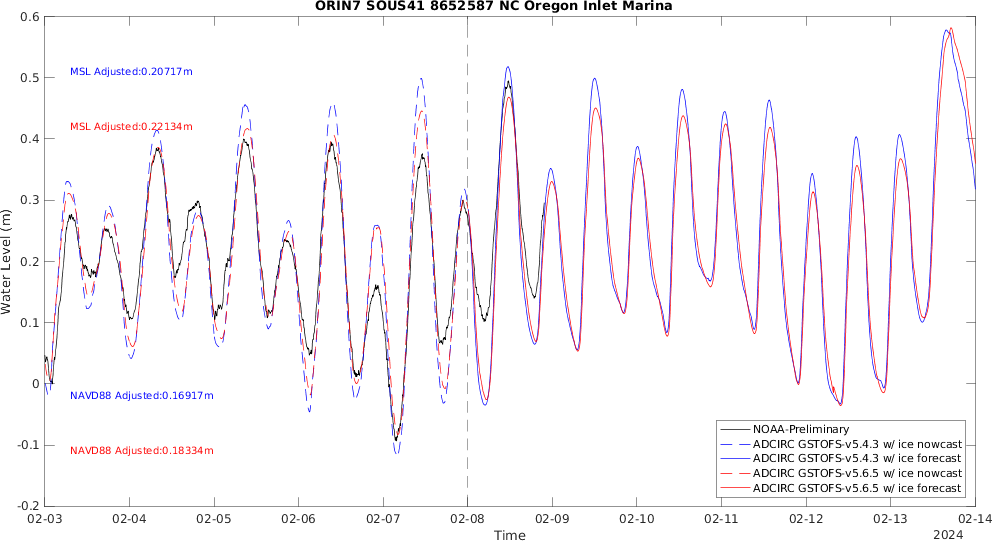 ORIN7 SOUS41 8652587 NC Oregon Inlet Marina
0.6
0.5
0.4
0.3
0.2
0.1
0
-0.1
-0.2
Water Level (m)
MSL Adjusted:0.20717m
MSL Adjusted:0.22134m
NAVD88 Adjusted:0.16917m
NAVD88 Adjusted:0.18334m
NOAA-Preliminary
ADCIRC GSTOFS-v5.4.3 w/ ice nowcast
ADCIRC GSTOFS-v5.4.3 w/ ice forecast
ADCIRC GSTOFS-v5.6.5 w/ ice nowcast
ADCIRC GSTOFS-v5.6.5 w/ ice forecast
02-03 02-04 02-05 02-06 02-07 02-08 02-09 02-10 02-11 02-12 02-13 02-14
Time
2024